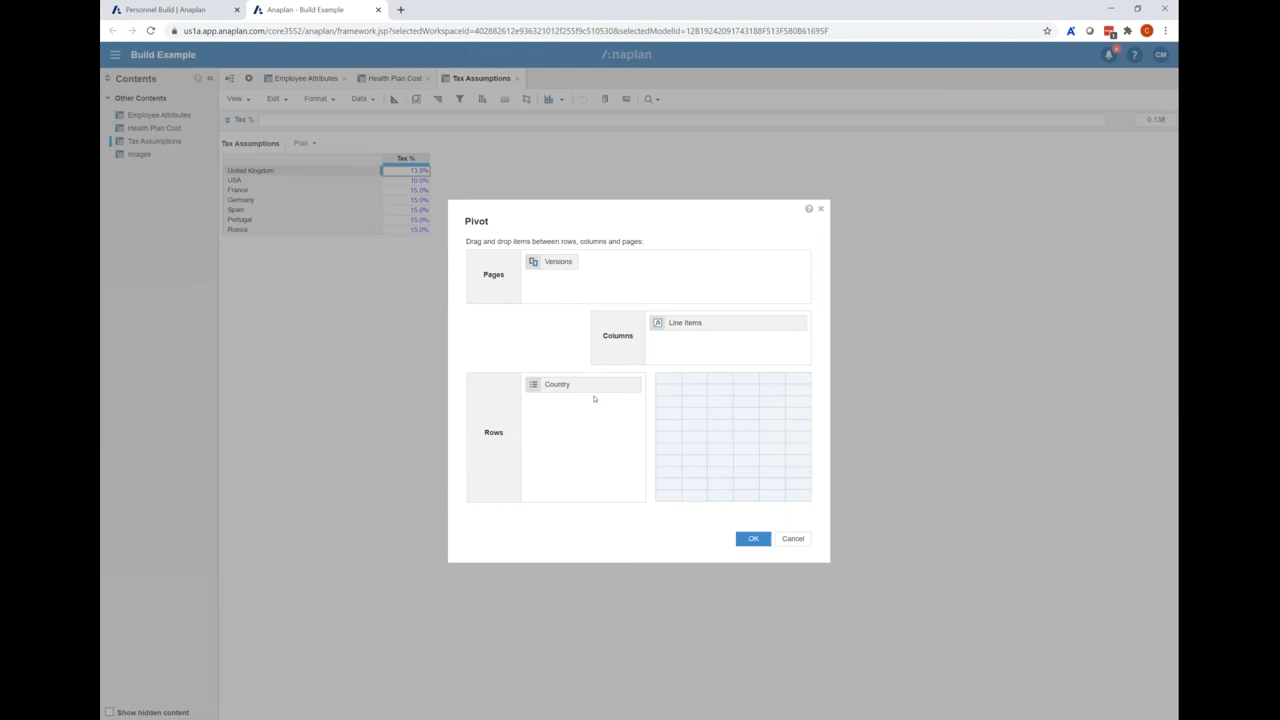 Personnel Build | Anaplan
Anaplan - Build Example
us1a.app.anaplan.com/core3552/anaplan/framework.jsp?selectedWorkspaceId=402882612e936321012f255f9c510530&selectedModelId=12B19242091743188F513F5B0B61695F
C
Build Example
Anaplan
?
CM
Contents
Employee Attributes
Health Plan Cost
Tax Assumptions
Other Contents
View
Edit
Format
Data
Employee Attributes
Tax %
0.138
Health Plan Cost
Tax Assumptions
Images
Tax Assumptions
Plan
Tax %
United Kingdom 13.8%
USA 10.0%
France 15.0%
Germany 15.0%
Spain 15.0%
Portugal 15.0%
Russia 15.0%
Pivot
Drag and drop items between rows, columns and pages:
Pages
Versions
Columns
Line Items
Rows
Country
OK
Cancel
Show hidden content